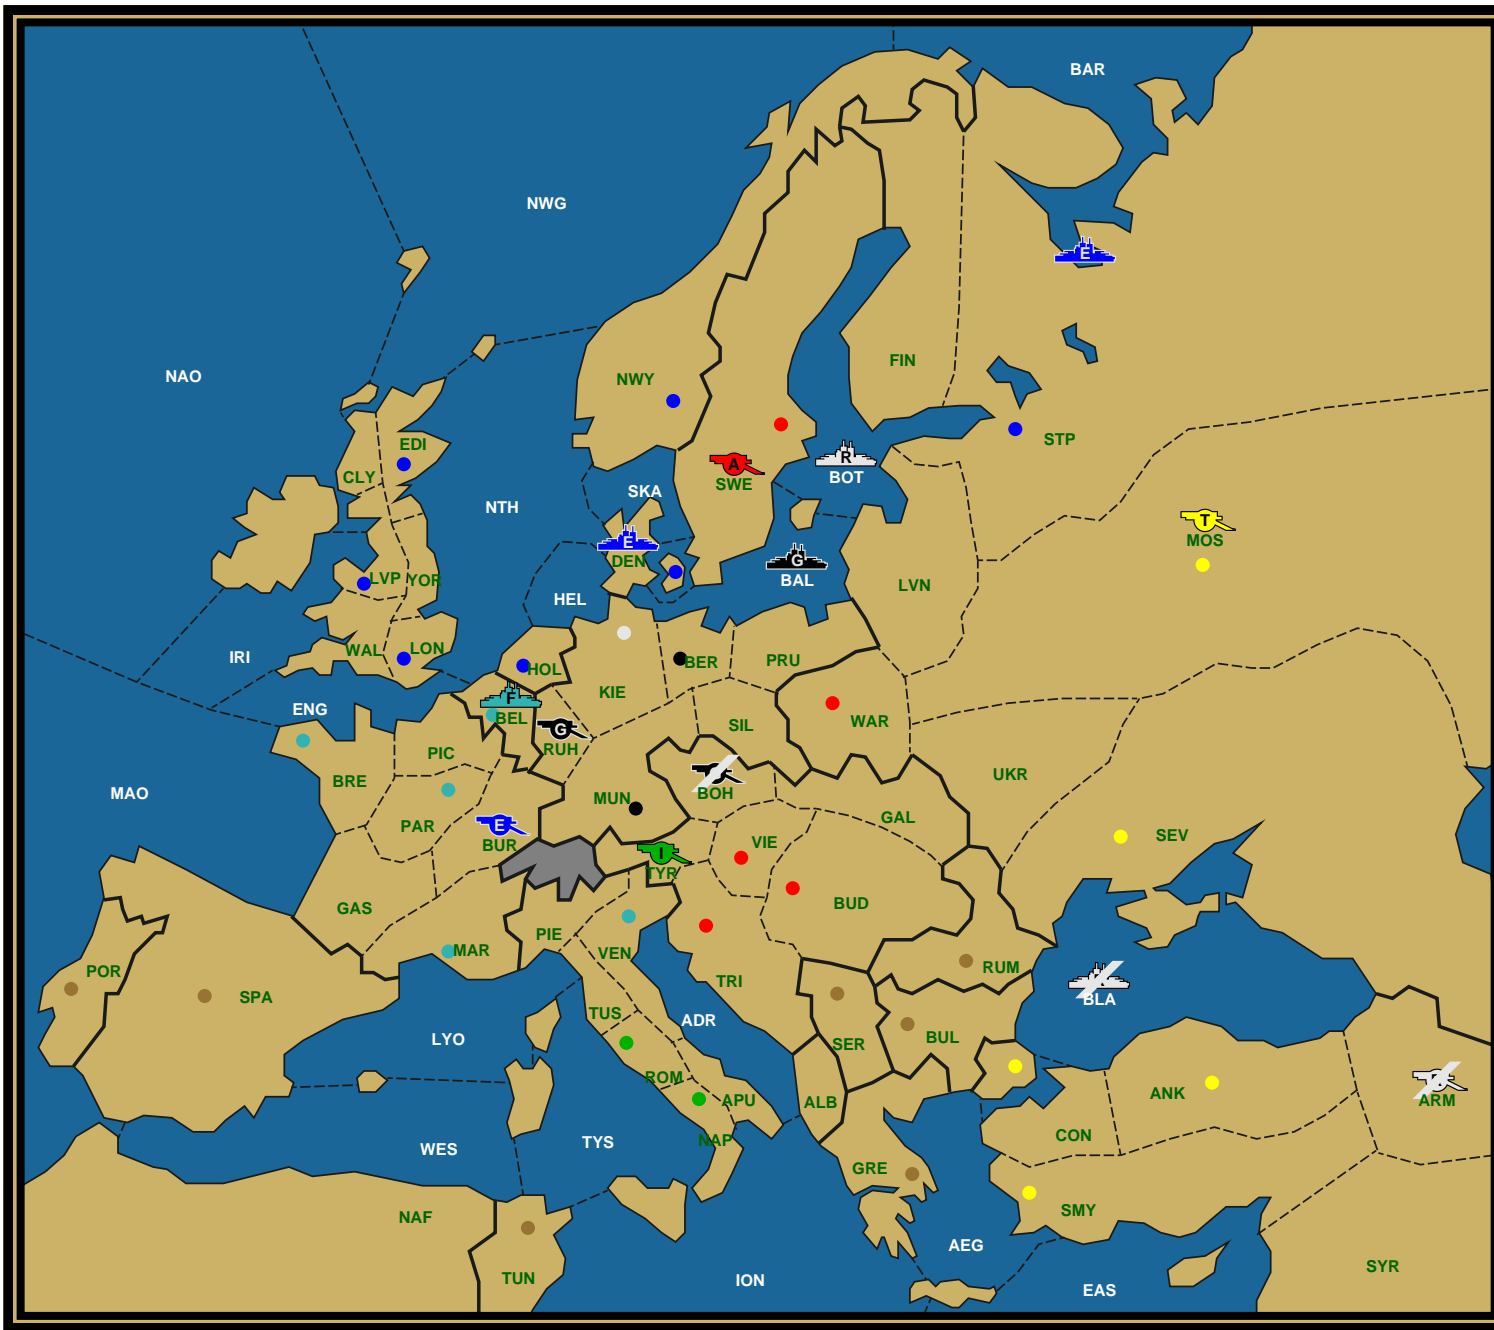 BAR
NWG
E
NAO
FIN
NWY
EDI
STP
CLY
R
A
BOT
SWE
SKA
NTH
T
MOS
E
DEN
G
BAL
LVP YOR
LVN
HEL
WAL LON
IRI
PRU
BER
HOL
KIE
F
ENG
BEL
WAR
SIL
G
RUH
PIC
UKR
BRE
BOH
MAO
MUN
GAL
PAR
E
SEV
BUR
VIE
I
TYR
BUD
GAS
PIE
MAR
VEN
RUM
POR
TRI
SPA
BLA
TUS
ADR
BUL
LYO
SER
ROM
ANK
APU
ALB
ARM
CON
NAP
TYS
WES
GRE
SMY
NAF
AEG
SYR
TUN
ION
EAS